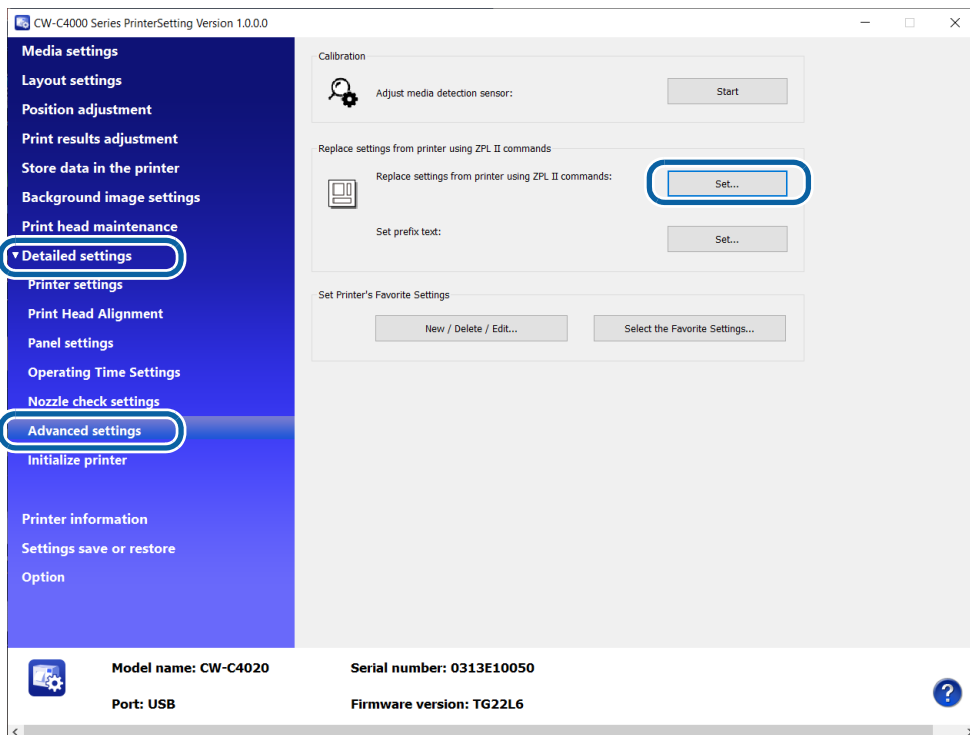 CW-C4000 Series PrinterSetting Version 1.0.0.0
Media settings
Layout settings
Position adjustment
Print results adjustment
Store data in the printer
Background image settings
Print head maintenance
Detailed settings
Printer settings
Print Head Alignment
Panel settings
Operating Time Settings
Nozzle check settings
Advanced settings
Initialize printer
Printer information
Settings save or restore
Option
Calibration
Adjust media detection sensor:
Start
Replace settings from printer using ZPL II commands
Replace settings from printer using ZPL II commands:
Set...
Set prefix text:
Set...
Set Printer's Favorite Settings
New / Delete / Edit...
Select the Favorite Settings...
Model name: CW-C4020
Serial number: 0313E10050
Port: USB
Firmware version: TG22L6
?